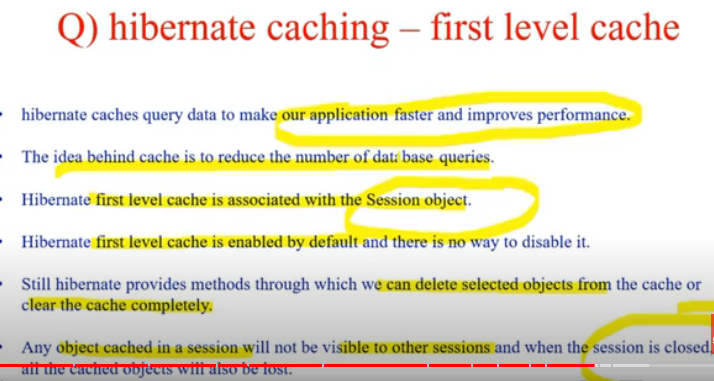 Q) hibernate caching – first level cache
• hibernate caches query data to make our application faster and improves performance.
• The idea behind cache is to reduce the number of data base queries.
• Hibernate first level cache is associated with the Session object.
• Hibernate first level cache is enabled by default and there is no way to disable it.
• Still hibernate provides methods through which we can delete selected objects from the cache or
clear the cache completely.
• Any object cached in a session will not be visible to other sessions and when the session is closed,
all the cached objects will also be lost.